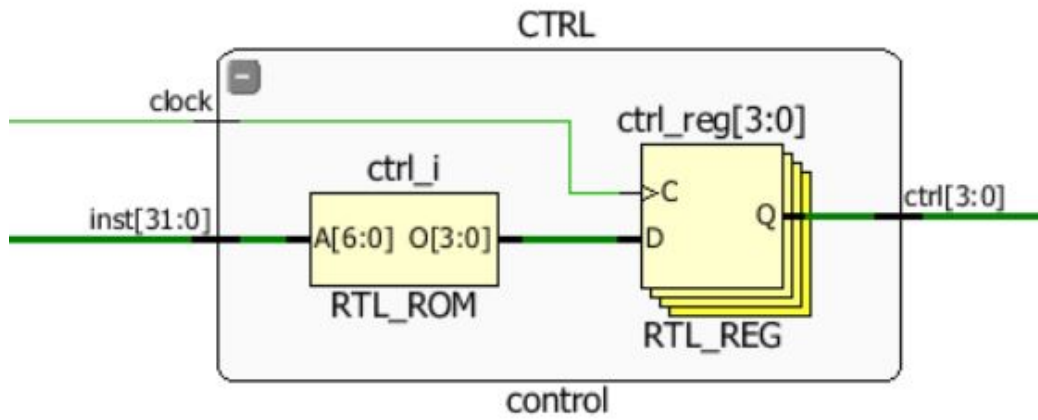 CTRL
clock
ctrl_reg[3:0]
ctrl_i
C
inst[31:0]
A[6:0] O[3:0]
D
Q
ctrl[3:0]
RTL_ROM
RTL_REG
control